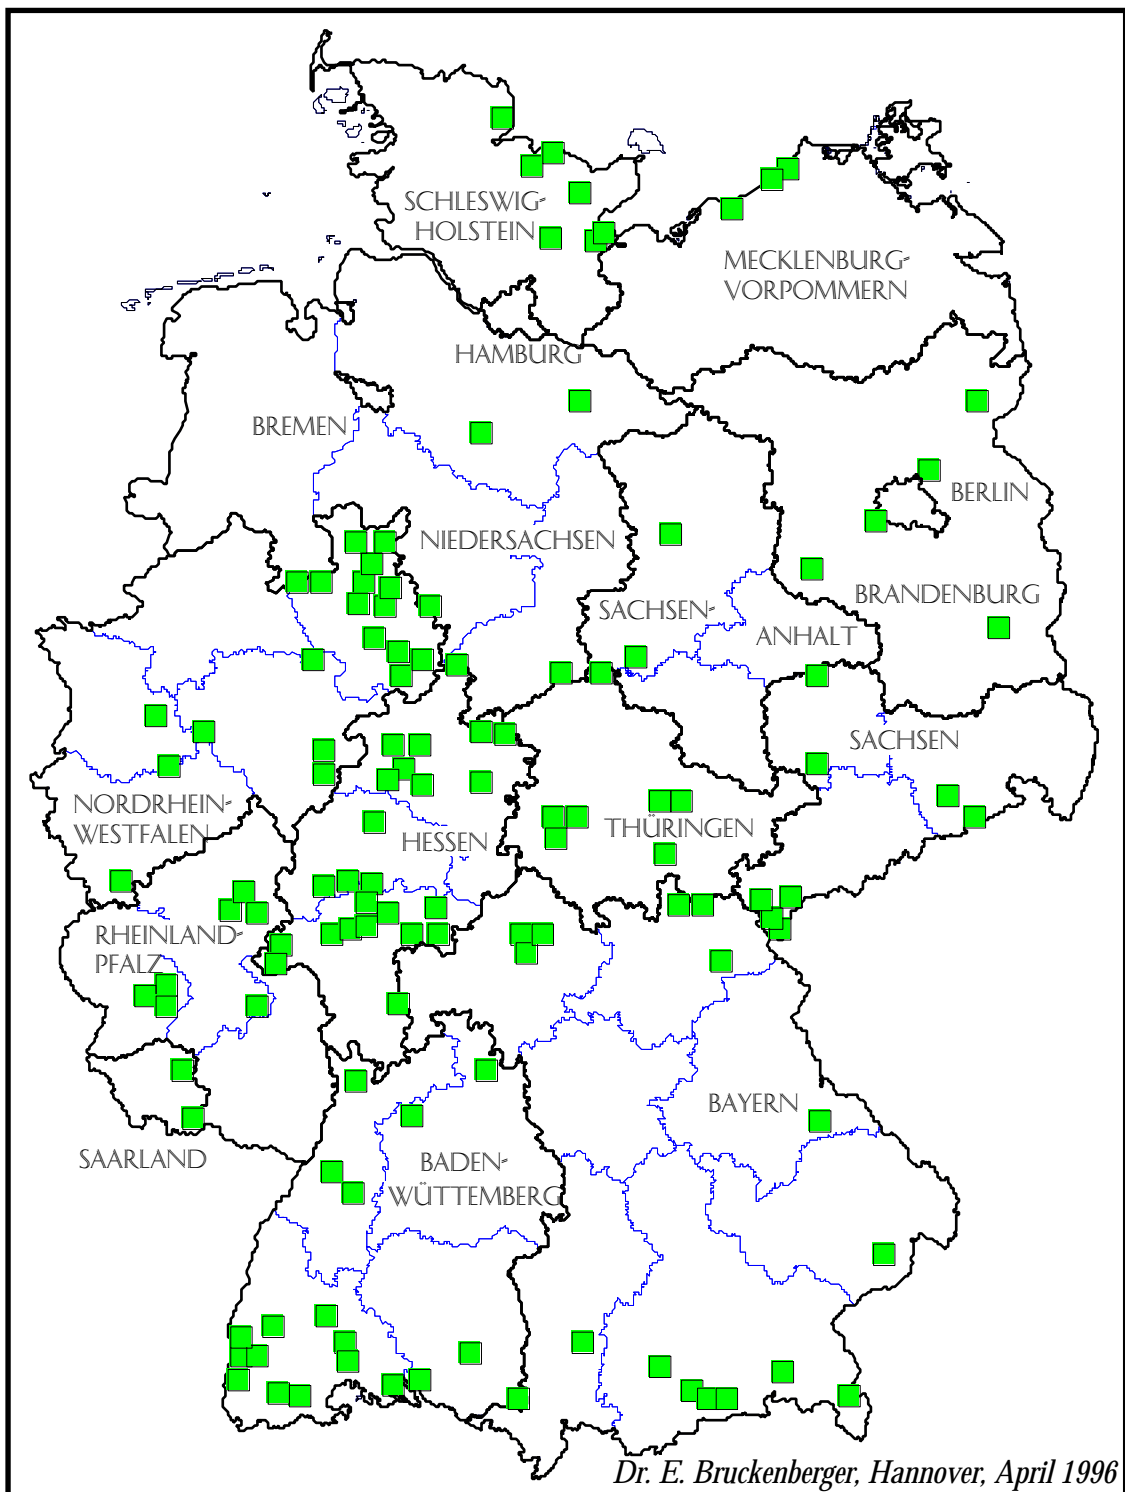 SCHLESWIG-
HOLSTEIN
MECKLENBURG-
VORPOMMERN
HAMBURG
BREMEN
BERLIN
NIEDERSACHSEN
SACHSEN-
ANHALT
BRANDENBURG
SACHSEN
NORDRHEIN-
WESTFALEN
HESSEN
THÜRINGEN
RHEINLAND-
PFALZ
BAYERN
SAARLAND
BADEN-
WÜTTEMBERG
Dr. E. Bruckenberger, Hannover, April 1996